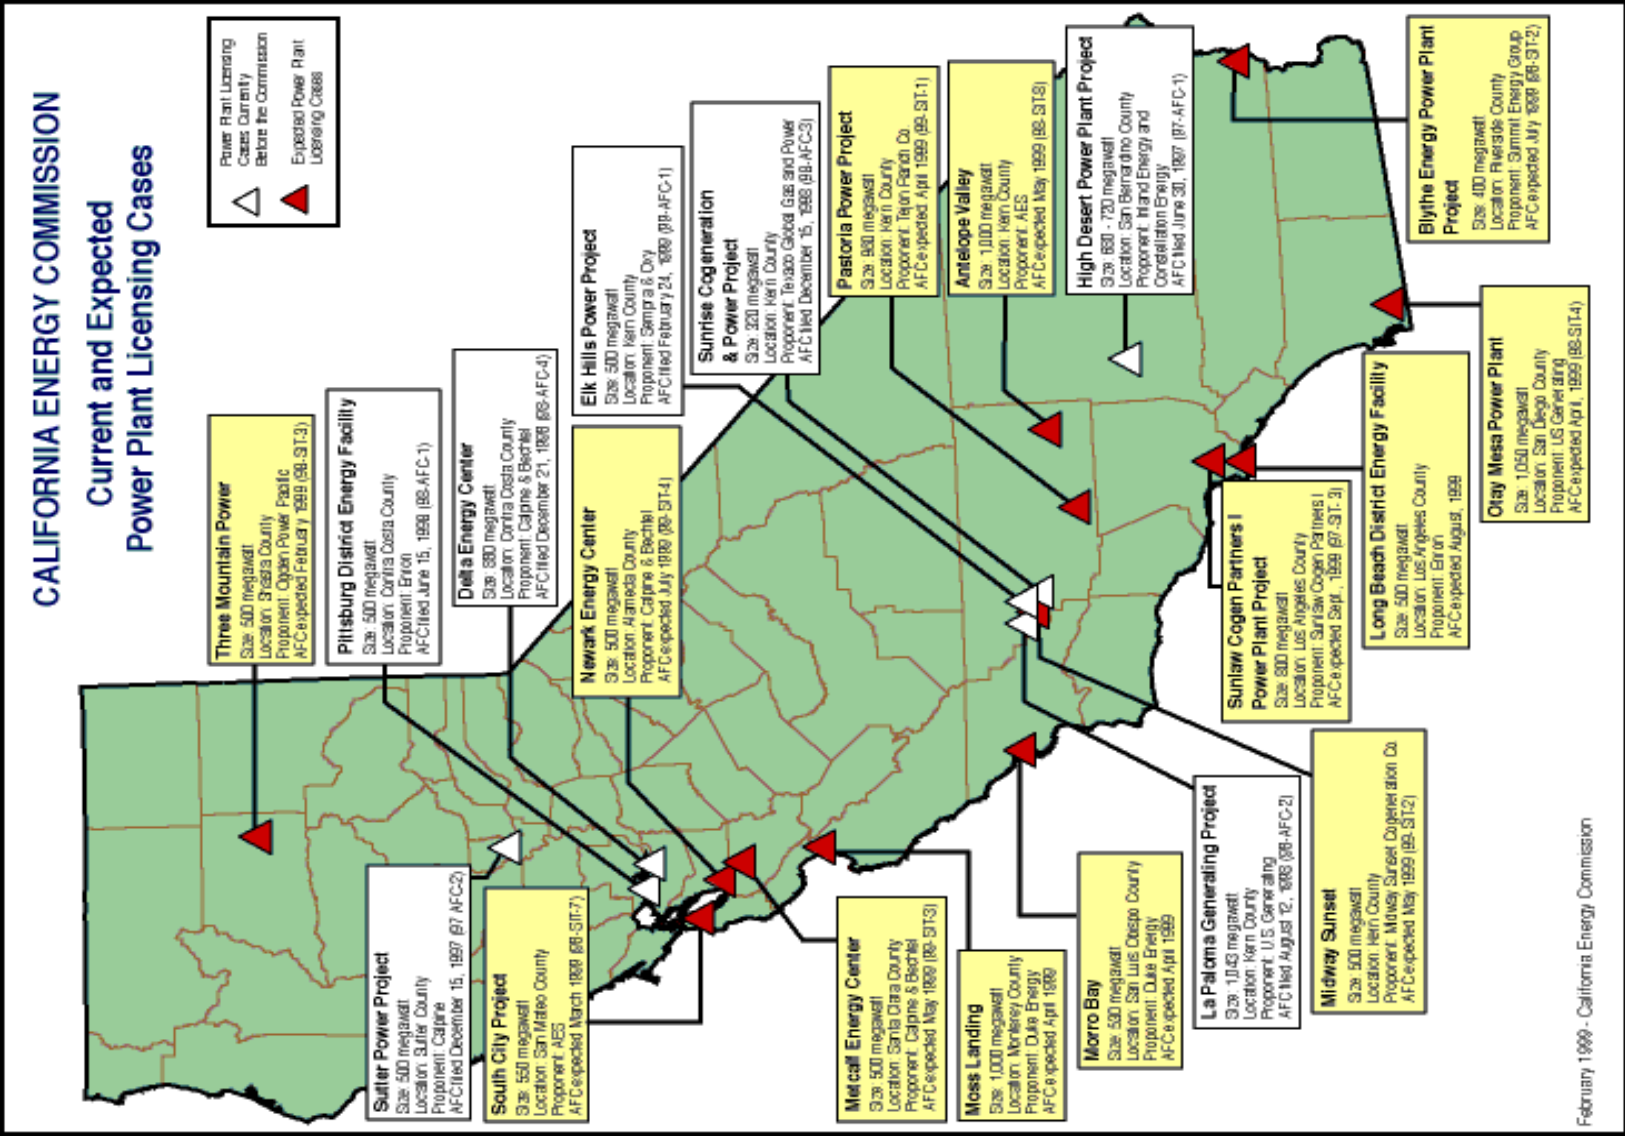 CALIFORNIA ENERGY COMMISSION
Current and Expected
Power Plant Licensing Cases
Power Plant Licensing
Cases Currently
Before the Commission
Expected Power Plant
Licensing Cases
Three Mountain Power
Size: 500 megawatt
Location: Shasta County
Proponent: Ogden Power Pacific
AFC expected February 1999 (98-SIT-3)
Pittsburg District Energy Facility
Size: 500 megawatt
Location: Contra Costa County
Proponent: Enron
AFC filed June 15, 1998 (98-AFC-1)
Delta Energy Center
Size: 880 megawatt
Location: Contra Costa County
Proponent: Calpine & Bechtel
AFC filed December 21, 1998 (98-AFC-4)
Newark Energy Center
Size: 500 megawatt
Location: Alameda County
Proponent: Calpine & Bechtel
AFC expected July 1999 (99-SIT-4)
Elk Hills Power Project
Size: 500 megawatt
Location: Kern County
Proponent: Sempra & Oxy
AFC filed February 24, 1999 (99-AFC-1)
Sunrise Cogeneration
& Power Project
Size: 320 megawatt
Location: Kern County
Proponent: Texaco Global Gas and Power
AFC filed December 15, 1998 (98-AFC-3)
Pastoria Power Project
Size: 960 megawatt
Location: Kern County
Proponent: Tejon Ranch Co.
AFC expected: April 1999 (99-SIT-1)
Antelope Valley
Size: 1,000 megawatt
Location: Kern County
Proponent: AES
AFC expected May 1999 (98-SIT-8)
High Desert Power Plant Project
Size: 680 - 720 megawatt
Location: San Bernardino County
Proponent: Inland Energy and
Constellation Energy
AFC filed June 30, 1997 (97-AFC-1)
Blythe Energy Power Plant
Project
Size: 400 megawatt
Location: Riverside County
Proponent: Summit Energy Group
AFC expected July 1999 (98-SIT-2)
Sutter Power Project
Size: 500 megawatt
Location: Sutter County
Proponent: Calpine
AFC filed December 15, 1997 (97 AFC-2)
South City Project
Size: 550 megawatt
Location: San Mateo County
Proponent: AES
AFC expected March 1999 (98-SIT-7)
Metcalf Energy Center
Size: 500 megawatt
Location: Santa Clara County
Proponent: Calpine & Bechtel
AFC expected May 1999 (99-SIT-3)
Moss Landing
Size: 1,000 megawatt
Location: Monterey County
Proponent: Duke Energy
AFC expected April 1999
Morro Bay
Size: 530 megawatt
Location: San Luis Obispo County
Proponent: Duke Energy
AFC expected April 1999
La Paloma Generating Project
Size: 1,043 megawatt
Location: Kern County
Proponent: U.S. Generating
AFC filed August 12, 1998 (98-AFC-2)
Midway Sunset
Size: 500 megawatt
Location: Kern County
Proponent: Midway Sunset Cogeneration Co.
AFC expected May 1999 (99-SIT-2)
Sunlaw Cogen Partners I
Power Plant Project
Size: 800 megawatt
Location: Los Angeles County
Proponent: Sunlaw Cogen Partners I
AFC expected Sept., 1999 (97-SIT-3)
Long Beach District Energy Facility
Size: 500 megawatt
Location: Los Angeles County
Proponent: Enron
AFC expected August, 1999
Otay Mesa Power Plant
Size: 1,050 megawatt
Location: San Diego County
Proponent: US Generating
AFC expected April, 1999 (98-SIT-4)
February 1999 - California Energy Commission